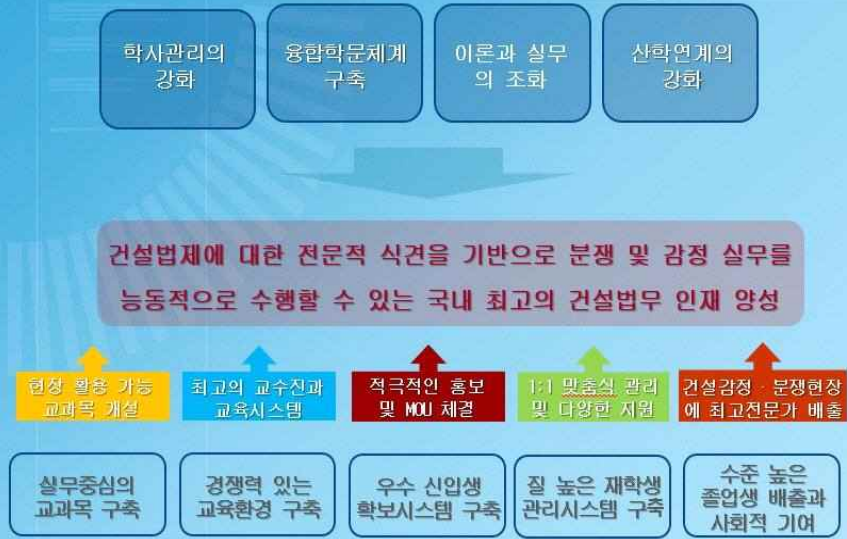 학사관리의
강화
융합학문체계
구축
이론과 실무
의 조화
산학연계의
강화
건설법제에 대한 전문적 식견을 기반으로 분쟁 및 감정 실무를
능동적으로 수행할 수 있는 국내 최고의 건설법무 인재 양성
현장 활용 가능
교과목 개설
최고의 교수진과
교육시스템
적극적인 홍보
및 MOU 체결
1:1 맞춤식 관리
및 다양한 지원
건설감정·분쟁현장
에 최고전문가 배출
실무중심의
교과목 구축
경쟁력 있는
교육환경 구축
우수 신입생
확보시스템 구축
질 높은 재학생
관리시스템 구축
수준 높은
졸업생 배출과
사회적 기여